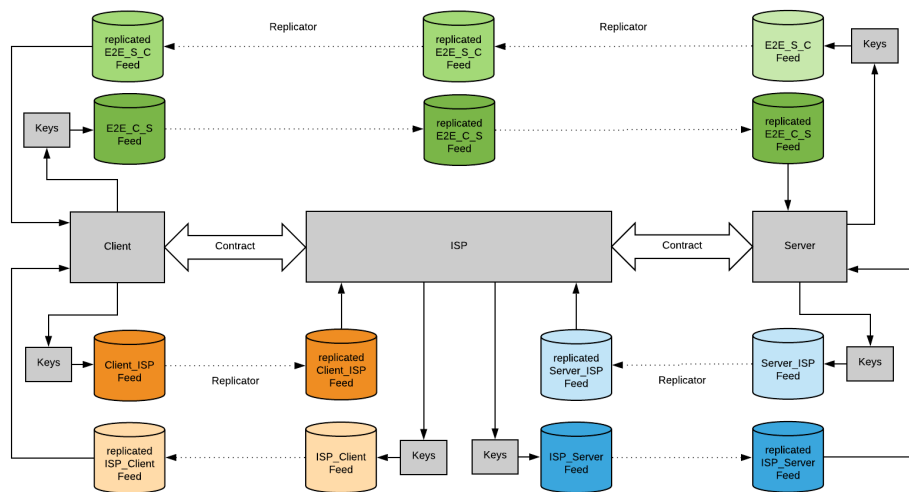 replicated
E2E_S_C
Feed
Replicator
replicated
E2E_S_C
Feed
Replicator
E2E_S_C
Feed
Keys
Keys
E2E_C_S
Feed
replicated
E2E_C_S
Feed
replicated
E2E_C_S
Feed
Client
Contract
ISP
Contract
Server
Keys
Client_ISP
Feed
Replicator
replicated
Client_ISP
Feed
replicated
Server_ISP
Feed
Replicator
Server_ISP
Feed
Keys
replicated
ISP_Client
Feed
ISP_Client
Feed
Keys
Keys
ISP_Server
Feed
replicated
ISP_Server
Feed